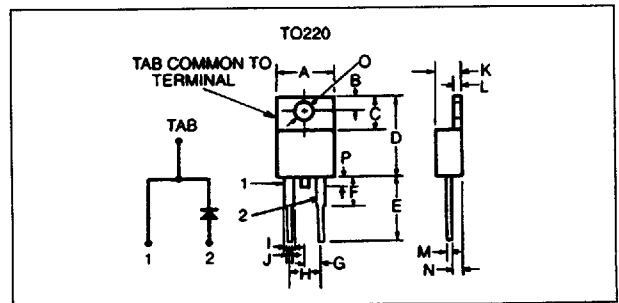 TO220
TAB COMMON TO
TERMINAL
A
O
B
C
D
K
L
TAB
P
1
F
E
2
1
2
I
J
H
G
M
N